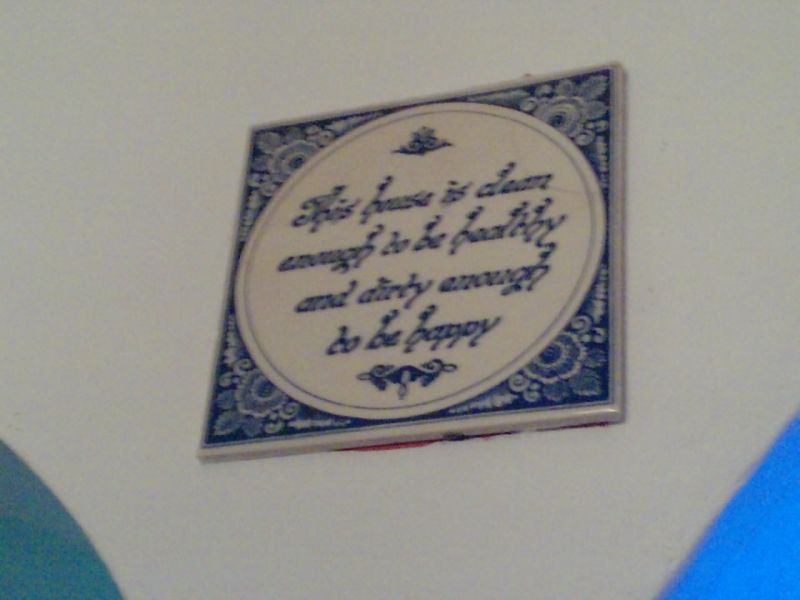 This house is clean
enough to be healthy
and dirty enough
to be happy